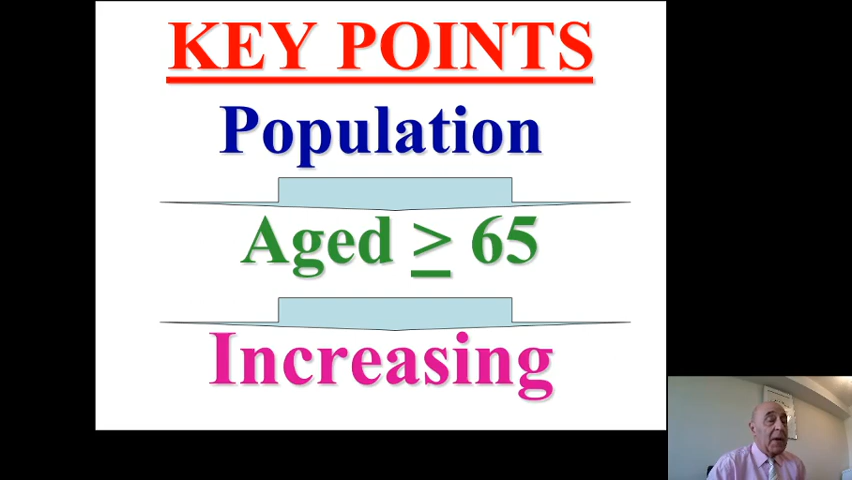 KEY POINTS
Population
Aged ≥ 65
Increasing